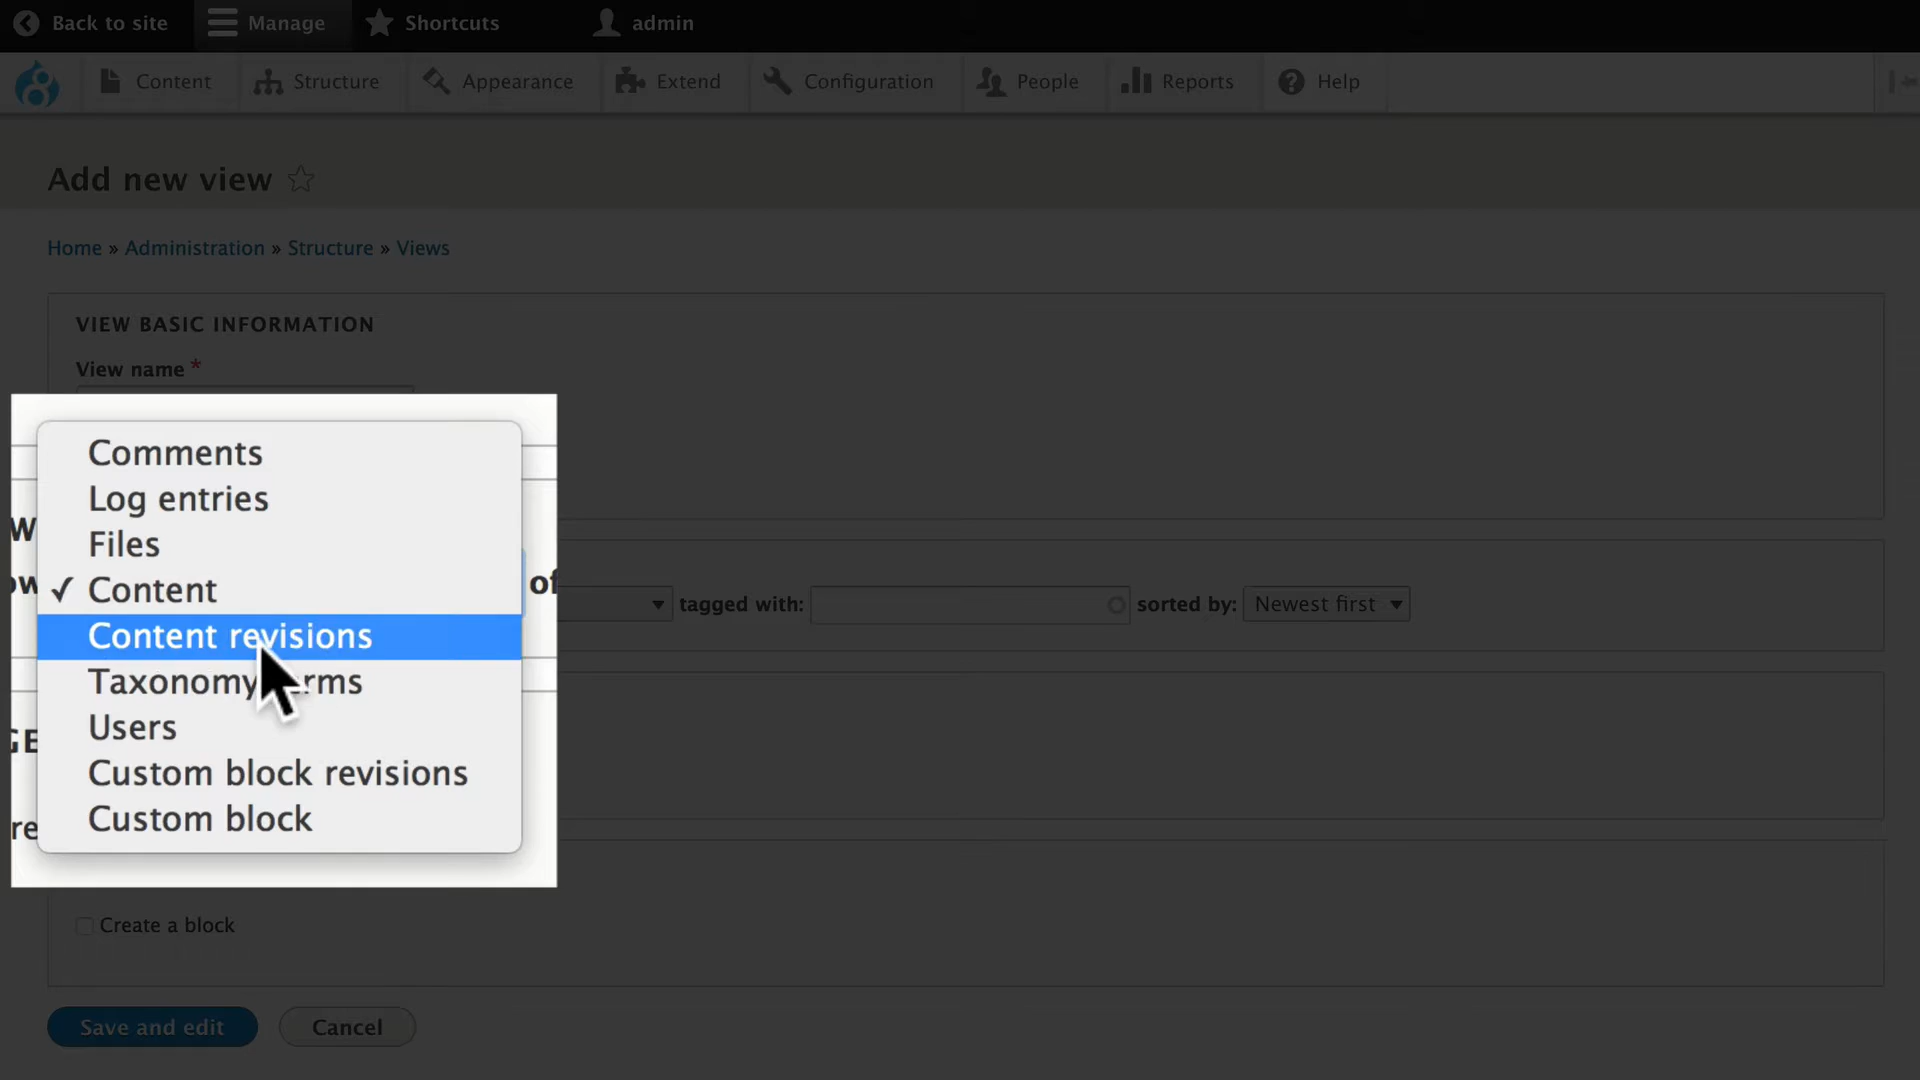 Back to site
Manage
Shortcuts
admin
Content
Structure
Appearance
Extend
Configuration
People
Reports
Help
Add new view
Home » Administration » Structure » Views
VIEW BASIC INFORMATION
View name *
Comments
Log entries
Files
✓ Content
of
tagged with:
sorted by: Newest first
Content revisions
Users
Custom block revisions
Custom block
Create a block
Save and edit
Cancel